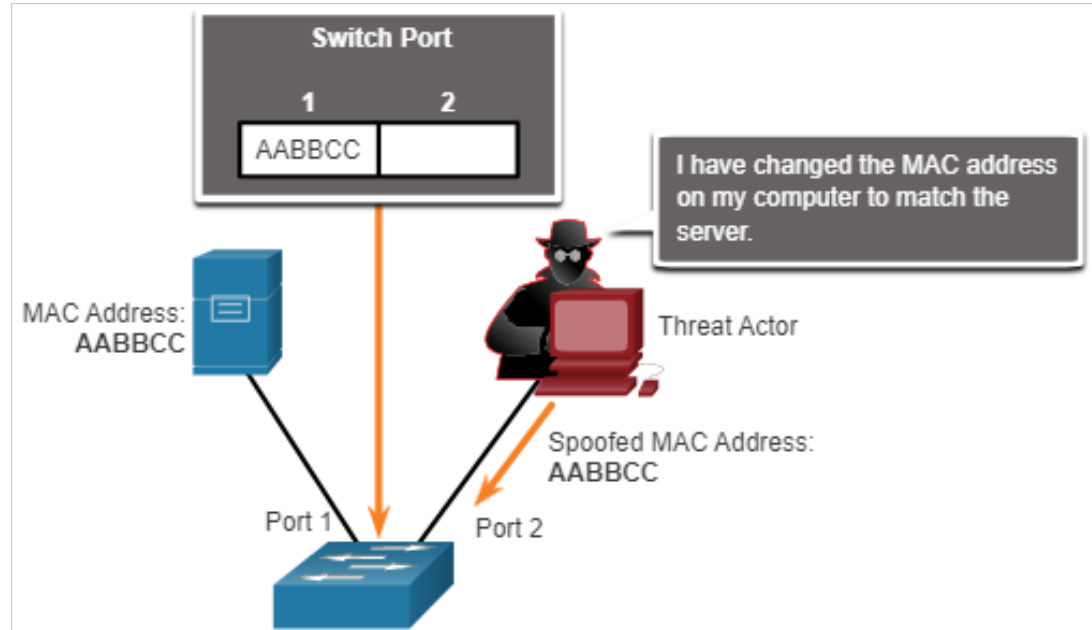 Switch Port
1 2
AABBCC
I have changed the MAC address
on my computer to match the
server.
MAC Address:
AABBCC
Threat Actor
Spoofed MAC Address:
AABBCC
Port 1
Port 2